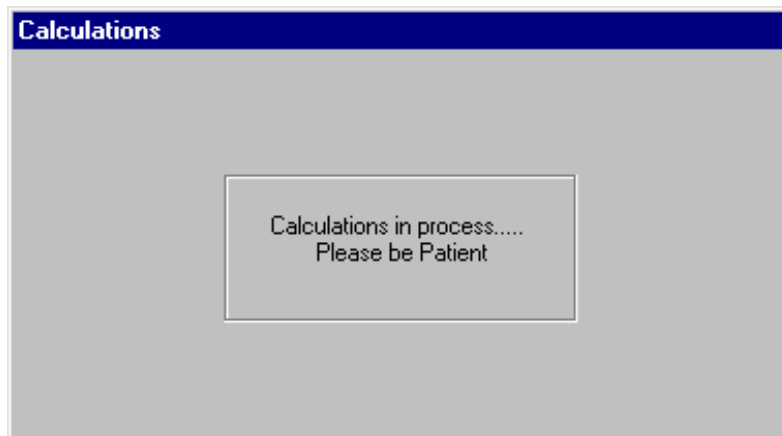 Calculations
Calculations in process.....
Please be Patient